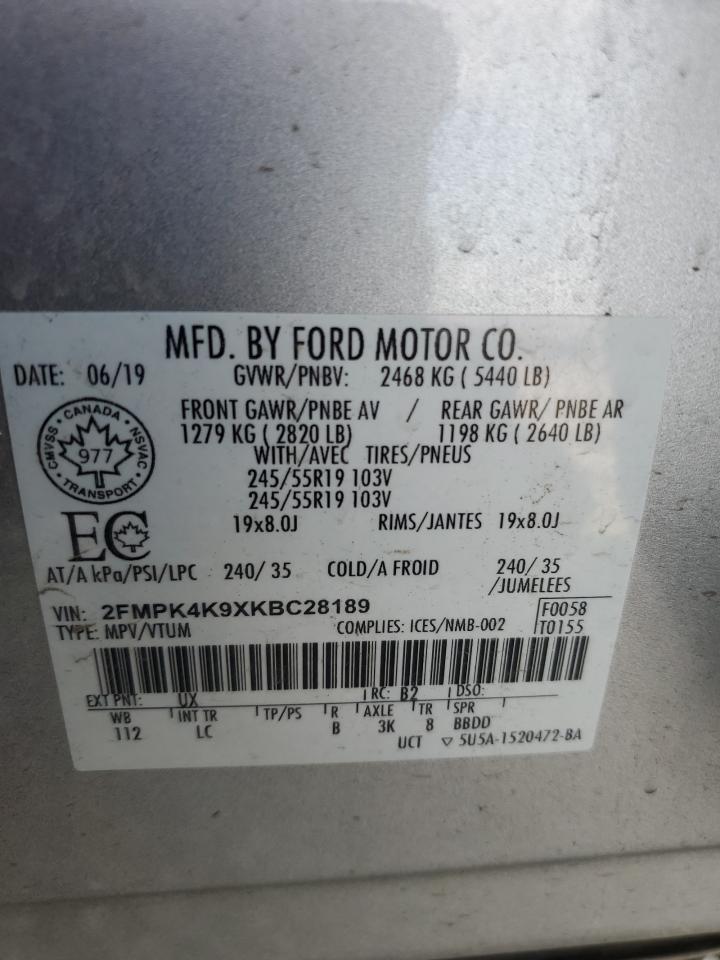 MFD. BY FORD MOTOR CO.
DATE: 06/19 GVWR/PNBV: 2468 KG ( 5440 LB)
FRONT GAWR/PNBE AV / REAR GAWR/ PNBE AR
1279 KG ( 2820 LB) 1198 KG ( 2640 LB)
WITH/AVEC TIRES/PNEUS
245/55R19 103V
245/55R19 103V
19x8.0J RIMS/JANTES 19x8.0J
CANADA
CMVSS NSVAC
977
TRANSPORT
EC
AT/A kPa/PSI/LPC 240/ 35 COLD/A FROID 240/ 35
/JUMELEES
VIN: 2FMPK4K9XKBC28189 F0058
TYPE: MPV/VTUM COMPLIES: ICES/NMB-002 T0155
EXT PNT: UX RC: B2 DSO:
WB INT TR TP/PS R AXLE TR SPR
112 LC B 3K 8 BBDD
UCT ▽ 5U5A-1520472-BA